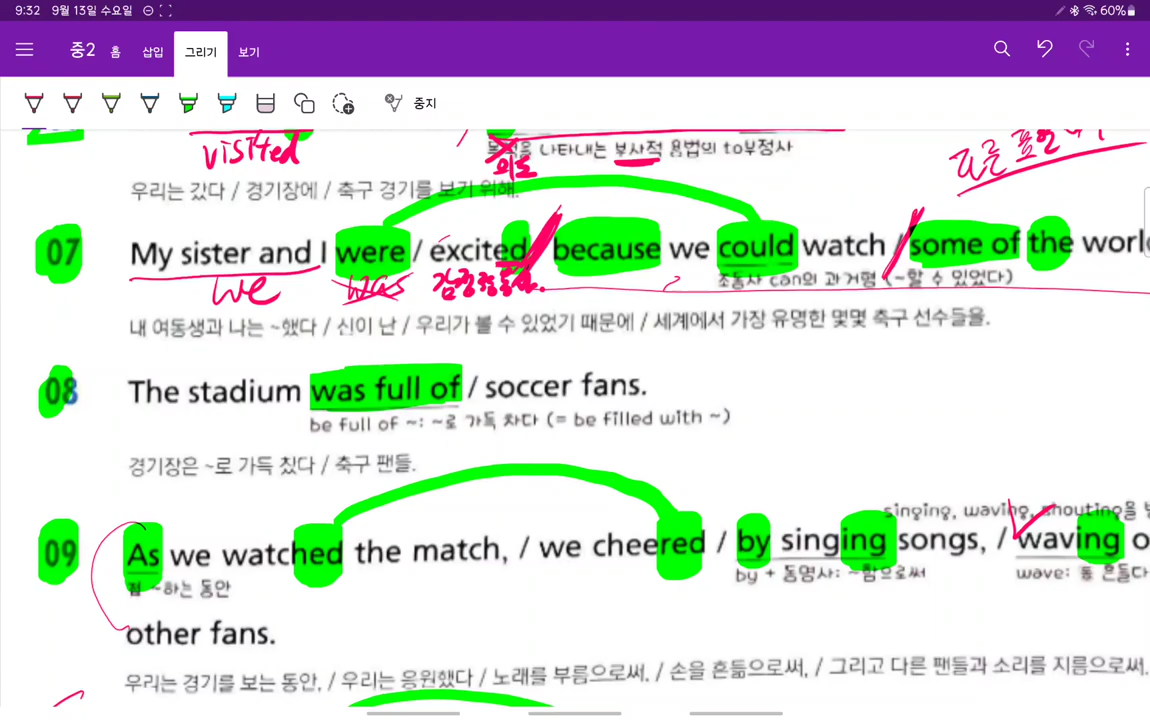 9:32 9월 13일 수요일 60%
중2 홈 삽입 그리기 보기
중지
visited
의도 나타내는 부사적 용법의 to부정사
우리는 갔다 / 경기장에 / 축구 경기를 보기 위해.
07 My sister and I were / excited / because we could watch / some of the worl
we was 감정형동사. 조동사 can의 과거형 (~할 수 있었다)
내 여동생과 나는 ~했다 / 신이 난 / 우리가 볼 수 있었기 때문에 / 세계에서 가장 유명한 몇몇 축구 선수들을.
08 The stadium was full of / soccer fans.
be full of ~: ~로 가득 차다 (= be filled with ~)
경기장은 ~로 가득 찼다 / 축구 팬들.
singing, waving, shouting을
09 As we watched the match, / we cheered / by singing songs, / waving o
접 ~하는 동안 by + 동명사: ~함으로써 wave: 동 흔들다
other fans.
우리는 경기를 보는 동안, / 우리는 응원했다 / 노래를 부름으로써, / 손을 흔듦으로써, / 그리고 다른 팬들과 소리를 지름으로써.